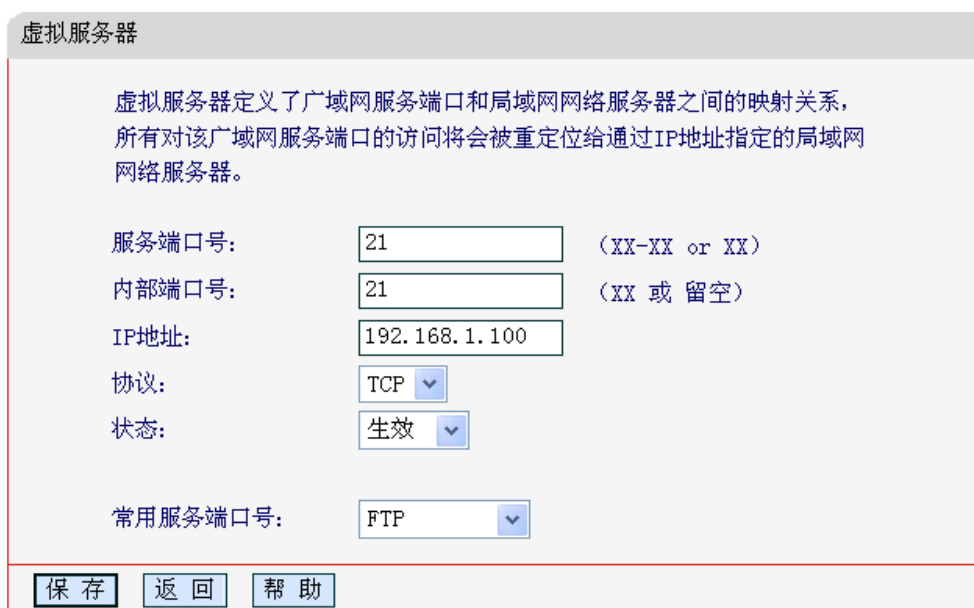 虚拟服务器
虚拟服务器定义了广域网服务端口和局域网网络服务器之间的映射关系，
所有对该广域网服务端口的访问将会被重定位给通过IP地址指定的局域网
网络服务器。
服务端口号： 21 （XX-XX or XX）
内部端口号： 21 （XX 或 留空）
IP地址： 192.168.1.100
协议： TCP
状态： 生效
常用服务端口号： FTP
保 存 返 回 帮 助